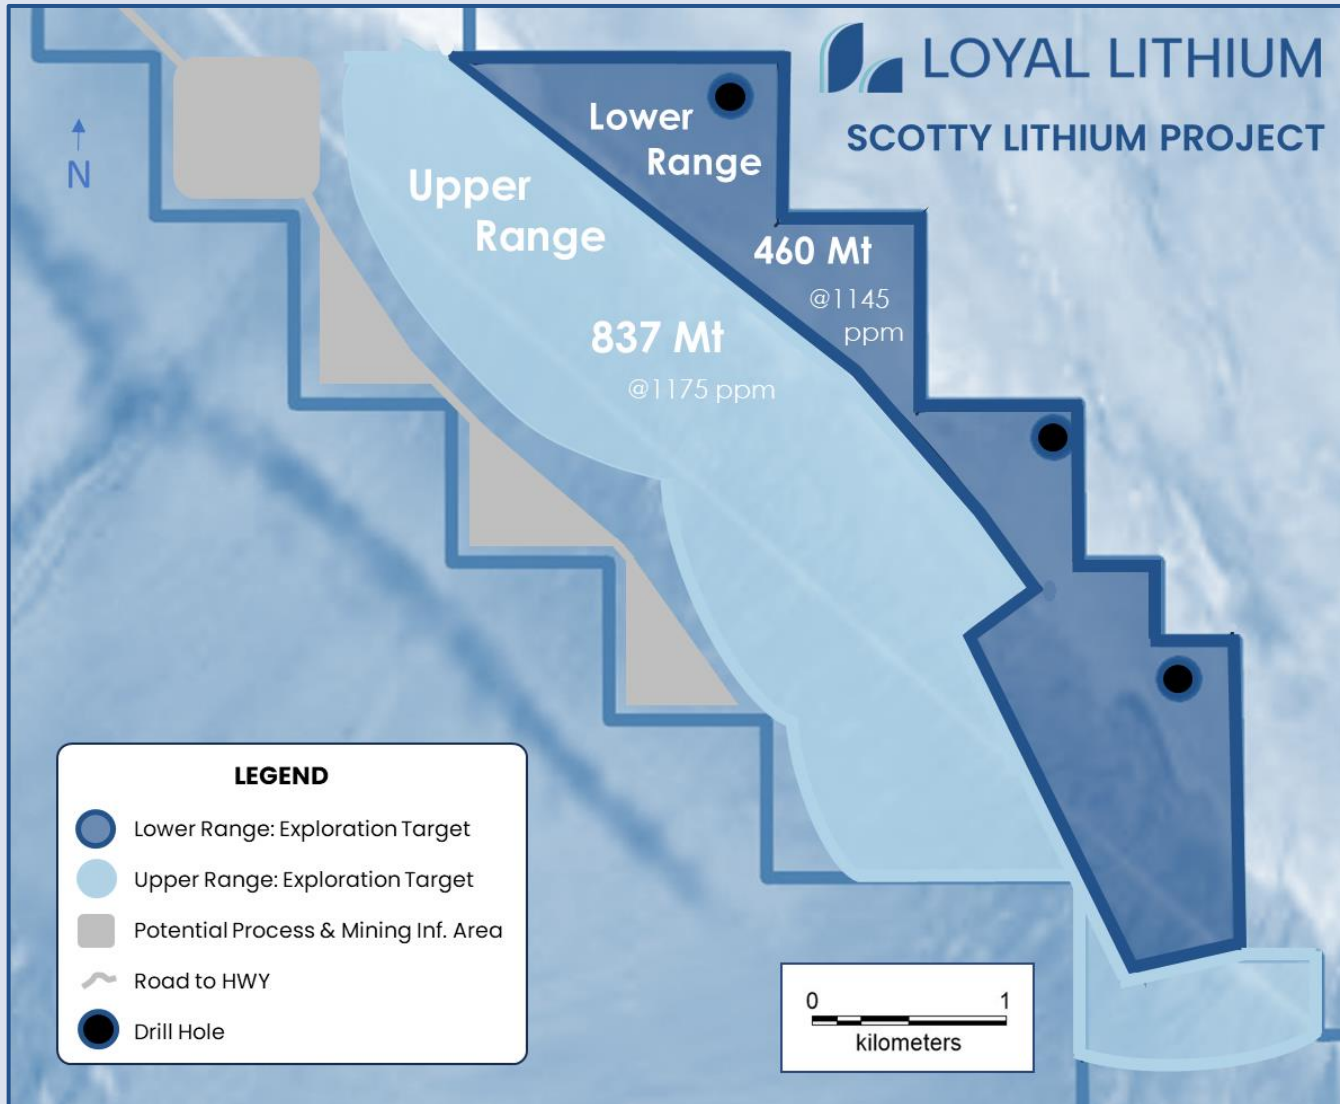 LOYAL LITHIUM
SCOTTY LITHIUM PROJECT
N
Lower
Range
Upper
Range
460 Mt
@1145
ppm
837 Mt
@1175 ppm
LEGEND
Lower Range: Exploration Target
Upper Range: Exploration Target
Potential Process & Mining Inf. Area
Road to HWY
Drill Hole
0 1
kilometers